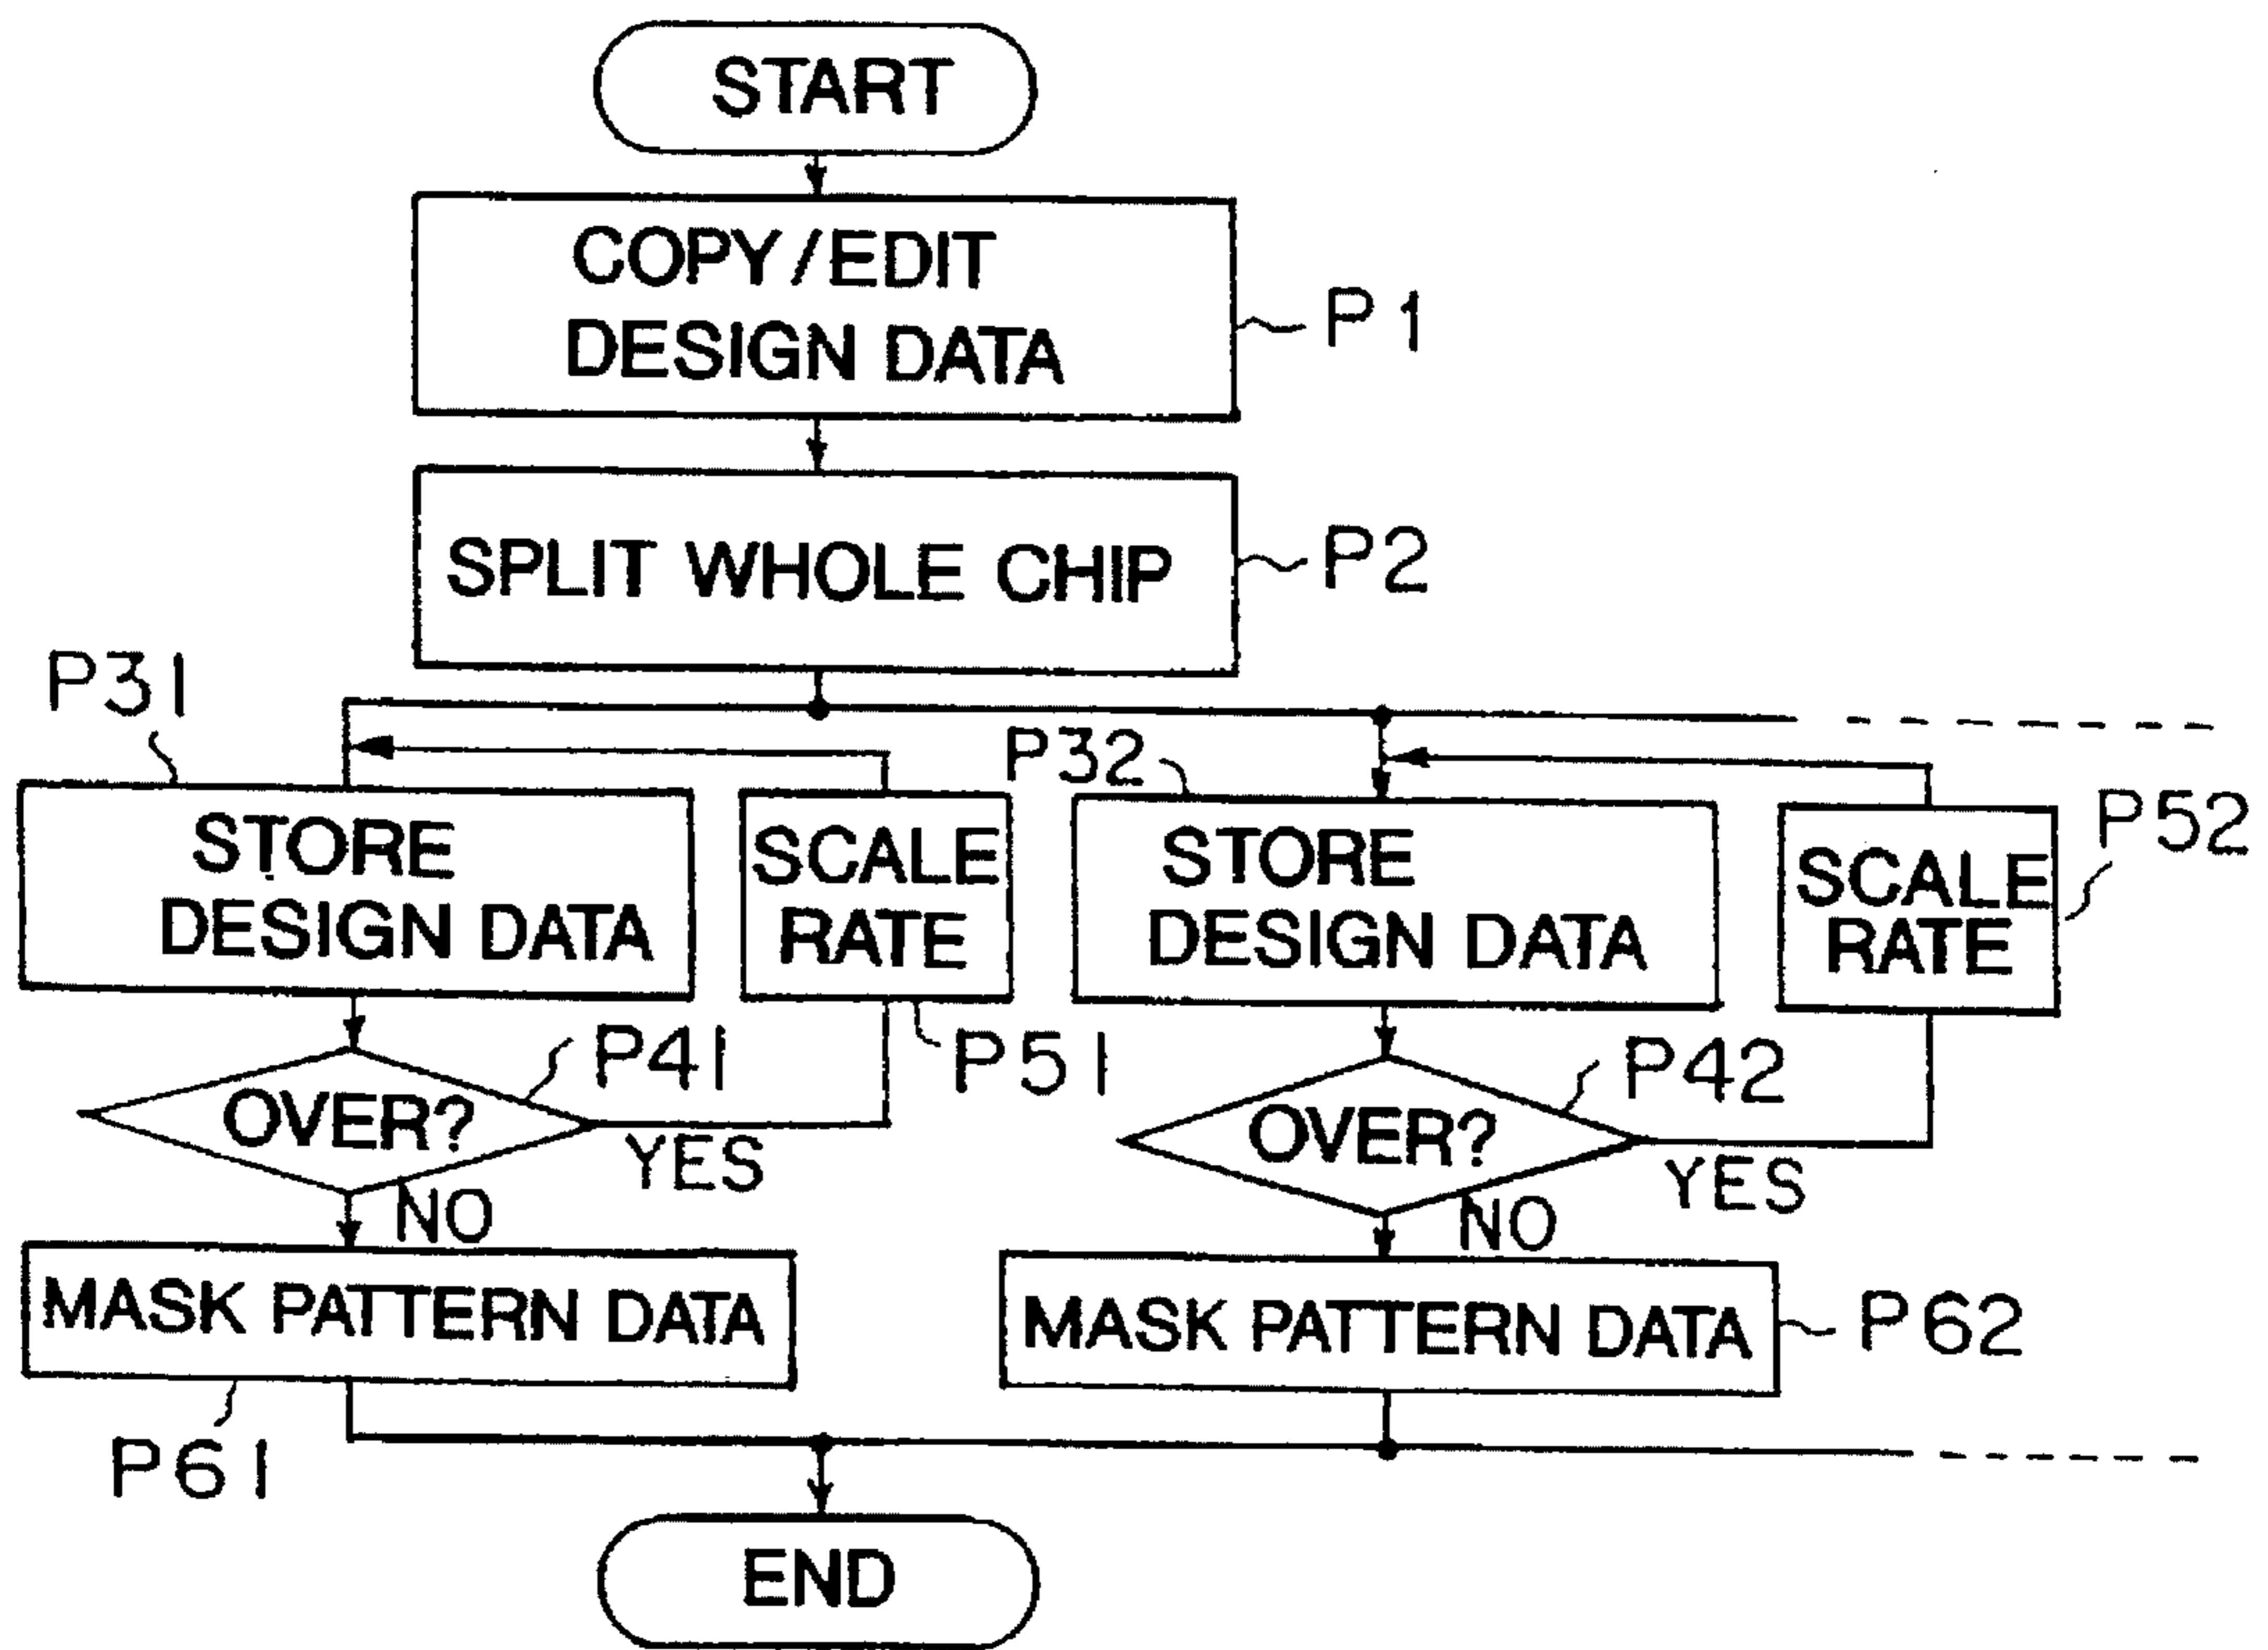 START
COPY/EDIT
DESIGN DATA
P1
SPLIT WHOLE CHIP
P2
P31
STORE
DESIGN DATA
SCALE
RATE
P32
STORE
DESIGN DATA
SCALE
RATE
P52
OVER?
P41
YES
NO
P51
OVER?
P42
YES
NO
MASK PATTERN DATA
P61
MASK PATTERN DATA
P62
END